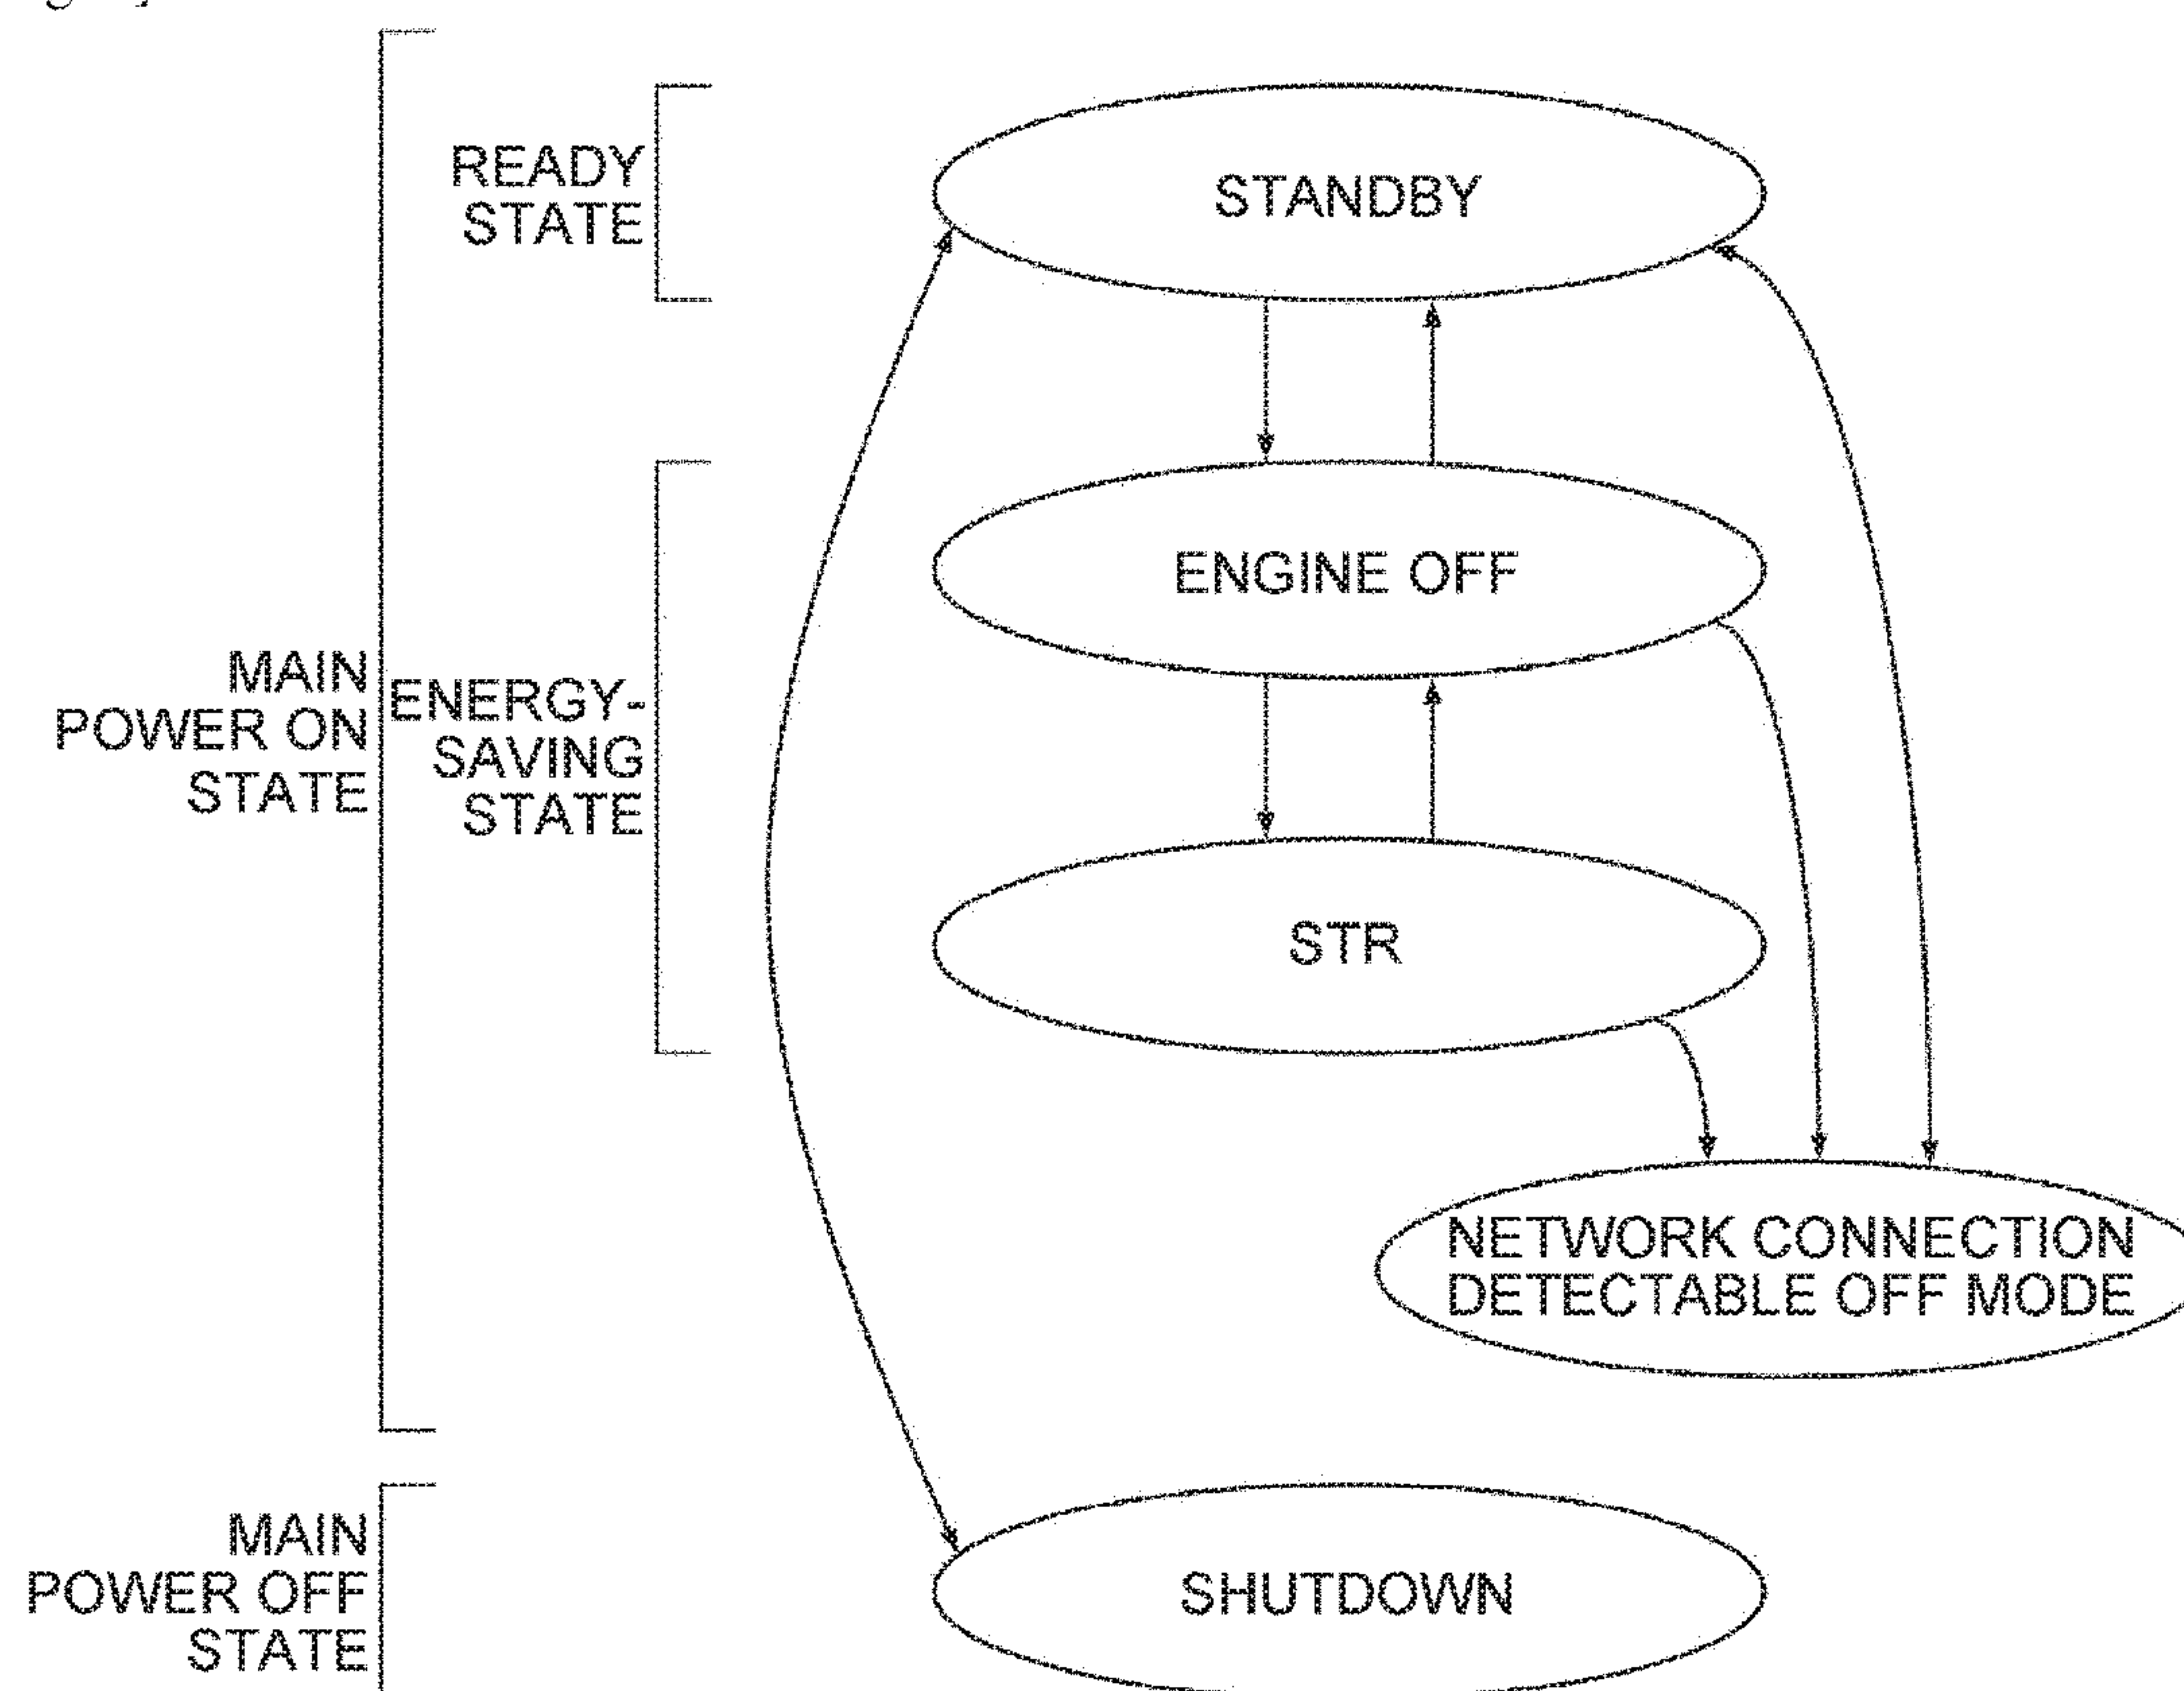 READY
STATE
STANDBY
ENGINE OFF
MAIN
POWER ON
STATE
ENERGY-
SAVING
STATE
STR
NETWORK CONNECTION
DETECTABLE OFF MODE
MAIN
POWER OFF
STATE
SHUTDOWN